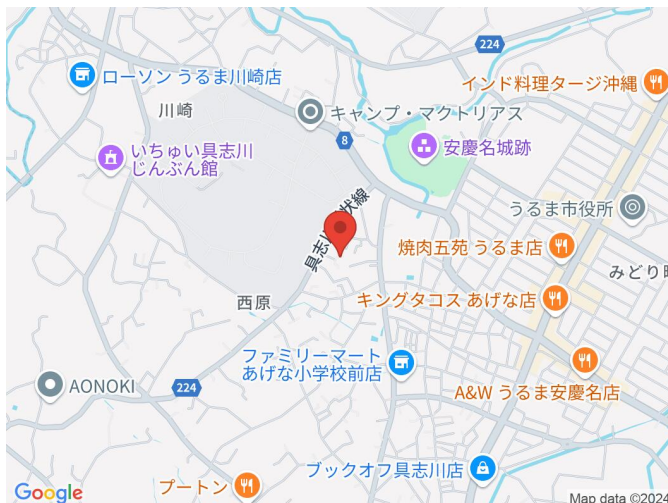 224
ローソン うるま川崎店
インド料理タージ沖縄
川崎
キャンプ・マクトリアス
8
いちゅい具志川
じんぶん館
安慶名城跡
うるま市役所
焼肉五苑 うるま店
みどり町
西原
キングタコス あげな店
ファミリーマート
あげな小学校前店
224
AONOKI
A&W うるま安慶名店
ブックオフ具志川店
プートン
Google
Map data ©202